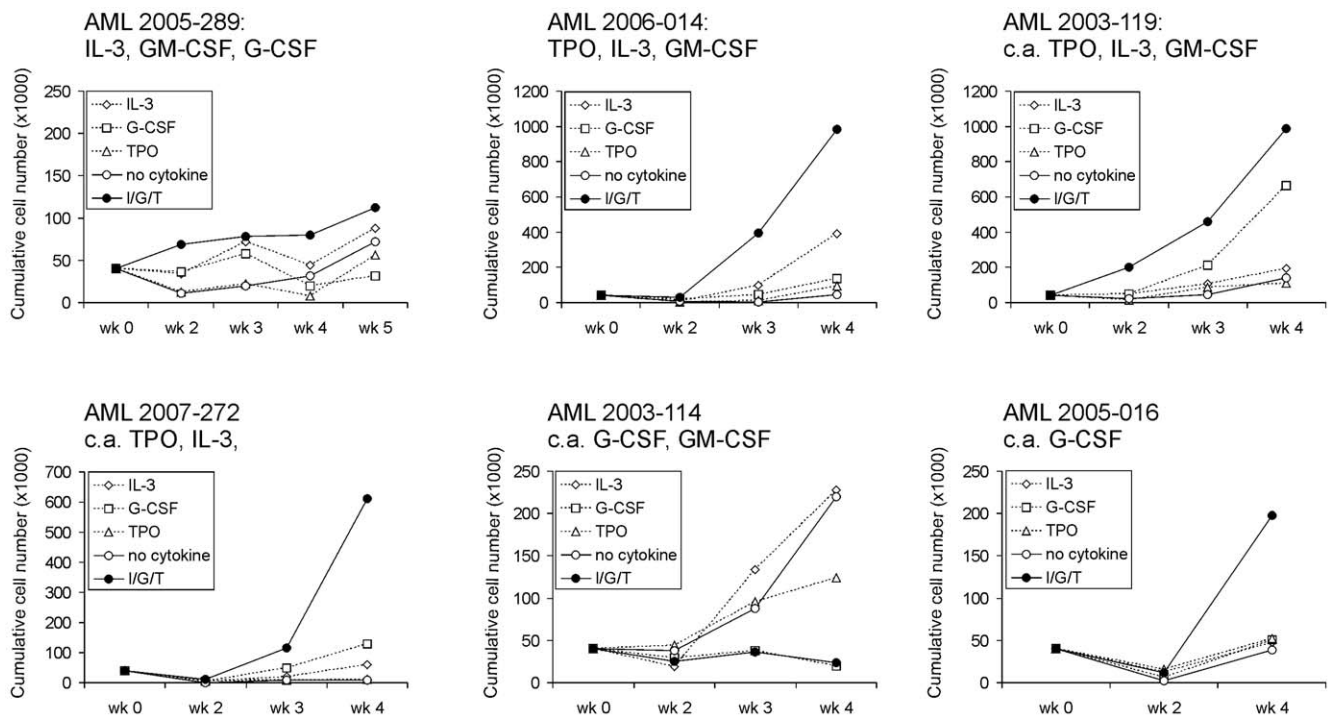 AML 2005-289:
IL-3, GM-CSF, G-CSF
Cumulative cell number (x1000)
250
200
150
100
50
0
IL-3
G-CSF
TPO
no cytokine
I/G/T
wk 0 wk 2 wk 3 wk 4 wk 5
AML 2006-014:
TPO, IL-3, GM-CSF
Cumulative cell number (x1000)
1200
1000
800
600
400
200
0
IL-3
G-CSF
TPO
no cytokine
I/G/T
wk 0 wk 2 wk 3 wk 4
AML 2003-119:
c.a. TPO, IL-3, GM-CSF
Cumulative cell number (x1000)
1200
1000
800
600
400
200
0
IL-3
G-CSF
TPO
no cytokine
I/G/T
wk 0 wk 2 wk 3 wk 4
AML 2007-272
c.a. TPO, IL-3,
Cumulative cell number (x1000)
700
600
500
400
300
200
100
0
IL-3
G-CSF
TPO
no cytokine
I/G/T
wk 0 wk 2 wk 3 wk 4
AML 2003-114
c.a. G-CSF, GM-CSF
Cumulative cell number (x1000)
250
200
150
100
50
0
IL-3
G-CSF
TPO
no cytokine
I/G/T
wk 0 wk 2 wk 3 wk 4
AML 2005-016
c.a. G-CSF
Cumulative cell number (x1000)
250
200
150
100
50
0
IL-3
G-CSF
TPO
no cytokine
I/G/T
wk 0 wk 2 wk 4